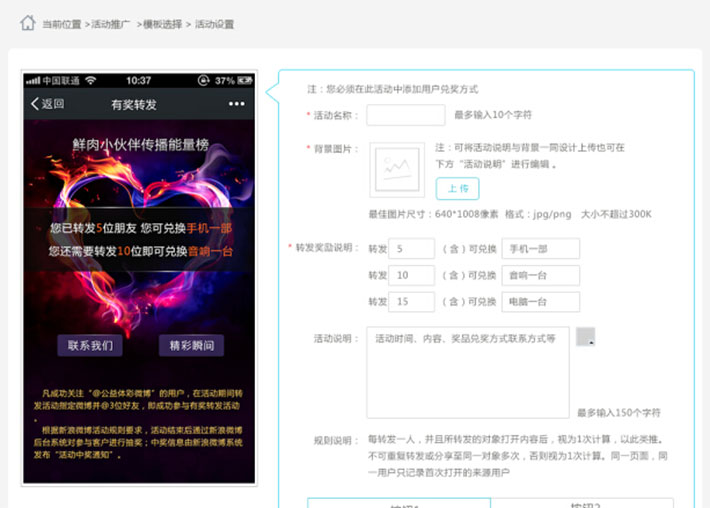 当前位置 >活动推广 >模板选择 > 活动设置
中国联通 10:37 37%
返回 有奖转发
鲜肉小伙伴传播能量榜
您已转发5位朋友 您可兑换手机一部
您还需要转发10位即可兑换音响一台
联系我们 精彩瞬间
凡成功关注“@公益体彩微博”的用户，在活动期间转
发活动指定微博并@3位好友，即成功参与有奖转发活动
。
根据新浪微博活动规则要求，活动结束后通过新浪微博
后台系统对参与客户进行抽奖；中奖信息由新浪微博系统
发布“活动中奖通知”。
注：您必须在此活动中添加用户兑奖方式
* 活动名称： 最多输入10个字符
* 背景图片： 注：可将活动说明与背景一同设计上传也可在
下方“活动说明”进行编辑 。
上 传
最佳图片尺寸：640*1008像素 格式：jpg/png 大小不超过300K
* 转发奖励说明： 转发 5 （含）可兑换 手机一部
转发 10 （含）可兑换 音响一台
转发 15 （含）可兑换 电脑一台
活动说明： 活动时间、内容、奖品兑奖方式联系方式等
最多输入150个字符
规则说明： 每转发一人，并且所转发的对象打开内容后，视为1次计算，以此类推。
不可重复转发或分享至同一对象多次，否则视为1次计算。同一页面，同
一用户只记录首次打开的来源用户
按钮1 按钮2